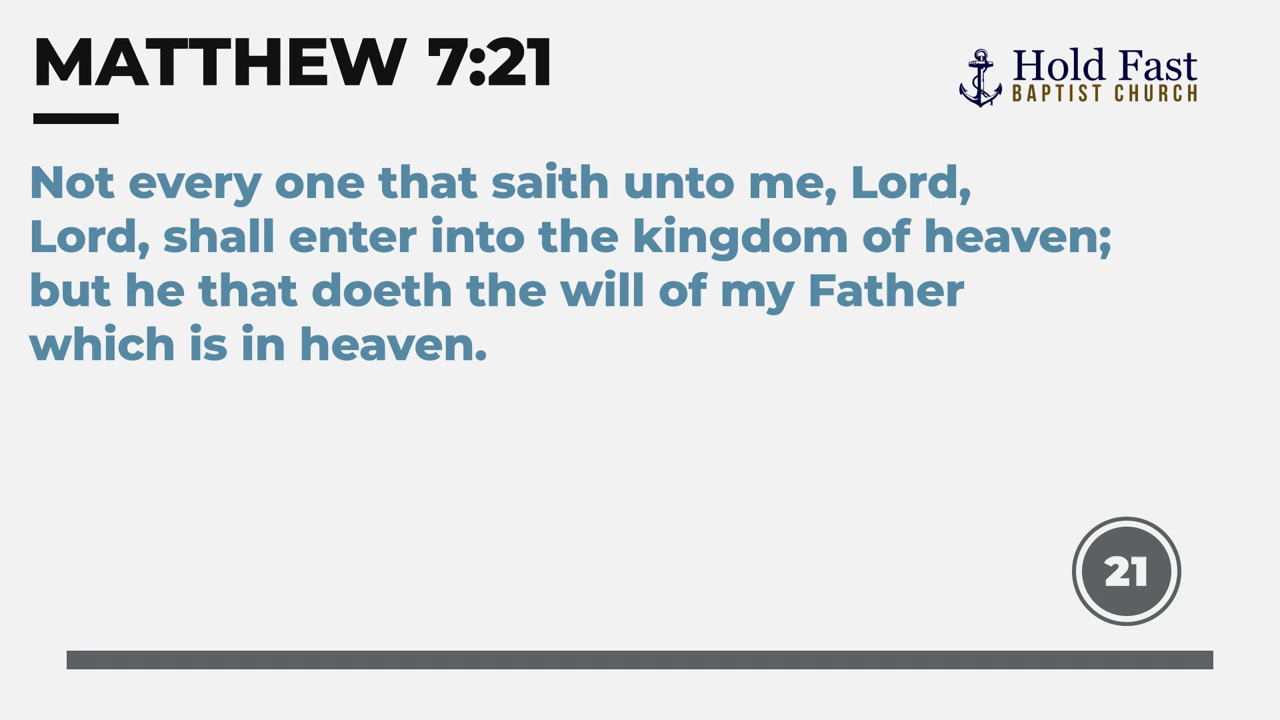 MATTHEW 7:21
Hold Fast
BAPTIST CHURCH
Not every one that saith unto me, Lord,
Lord, shall enter into the kingdom of heaven;
but he that doeth the will of my Father
which is in heaven.
21